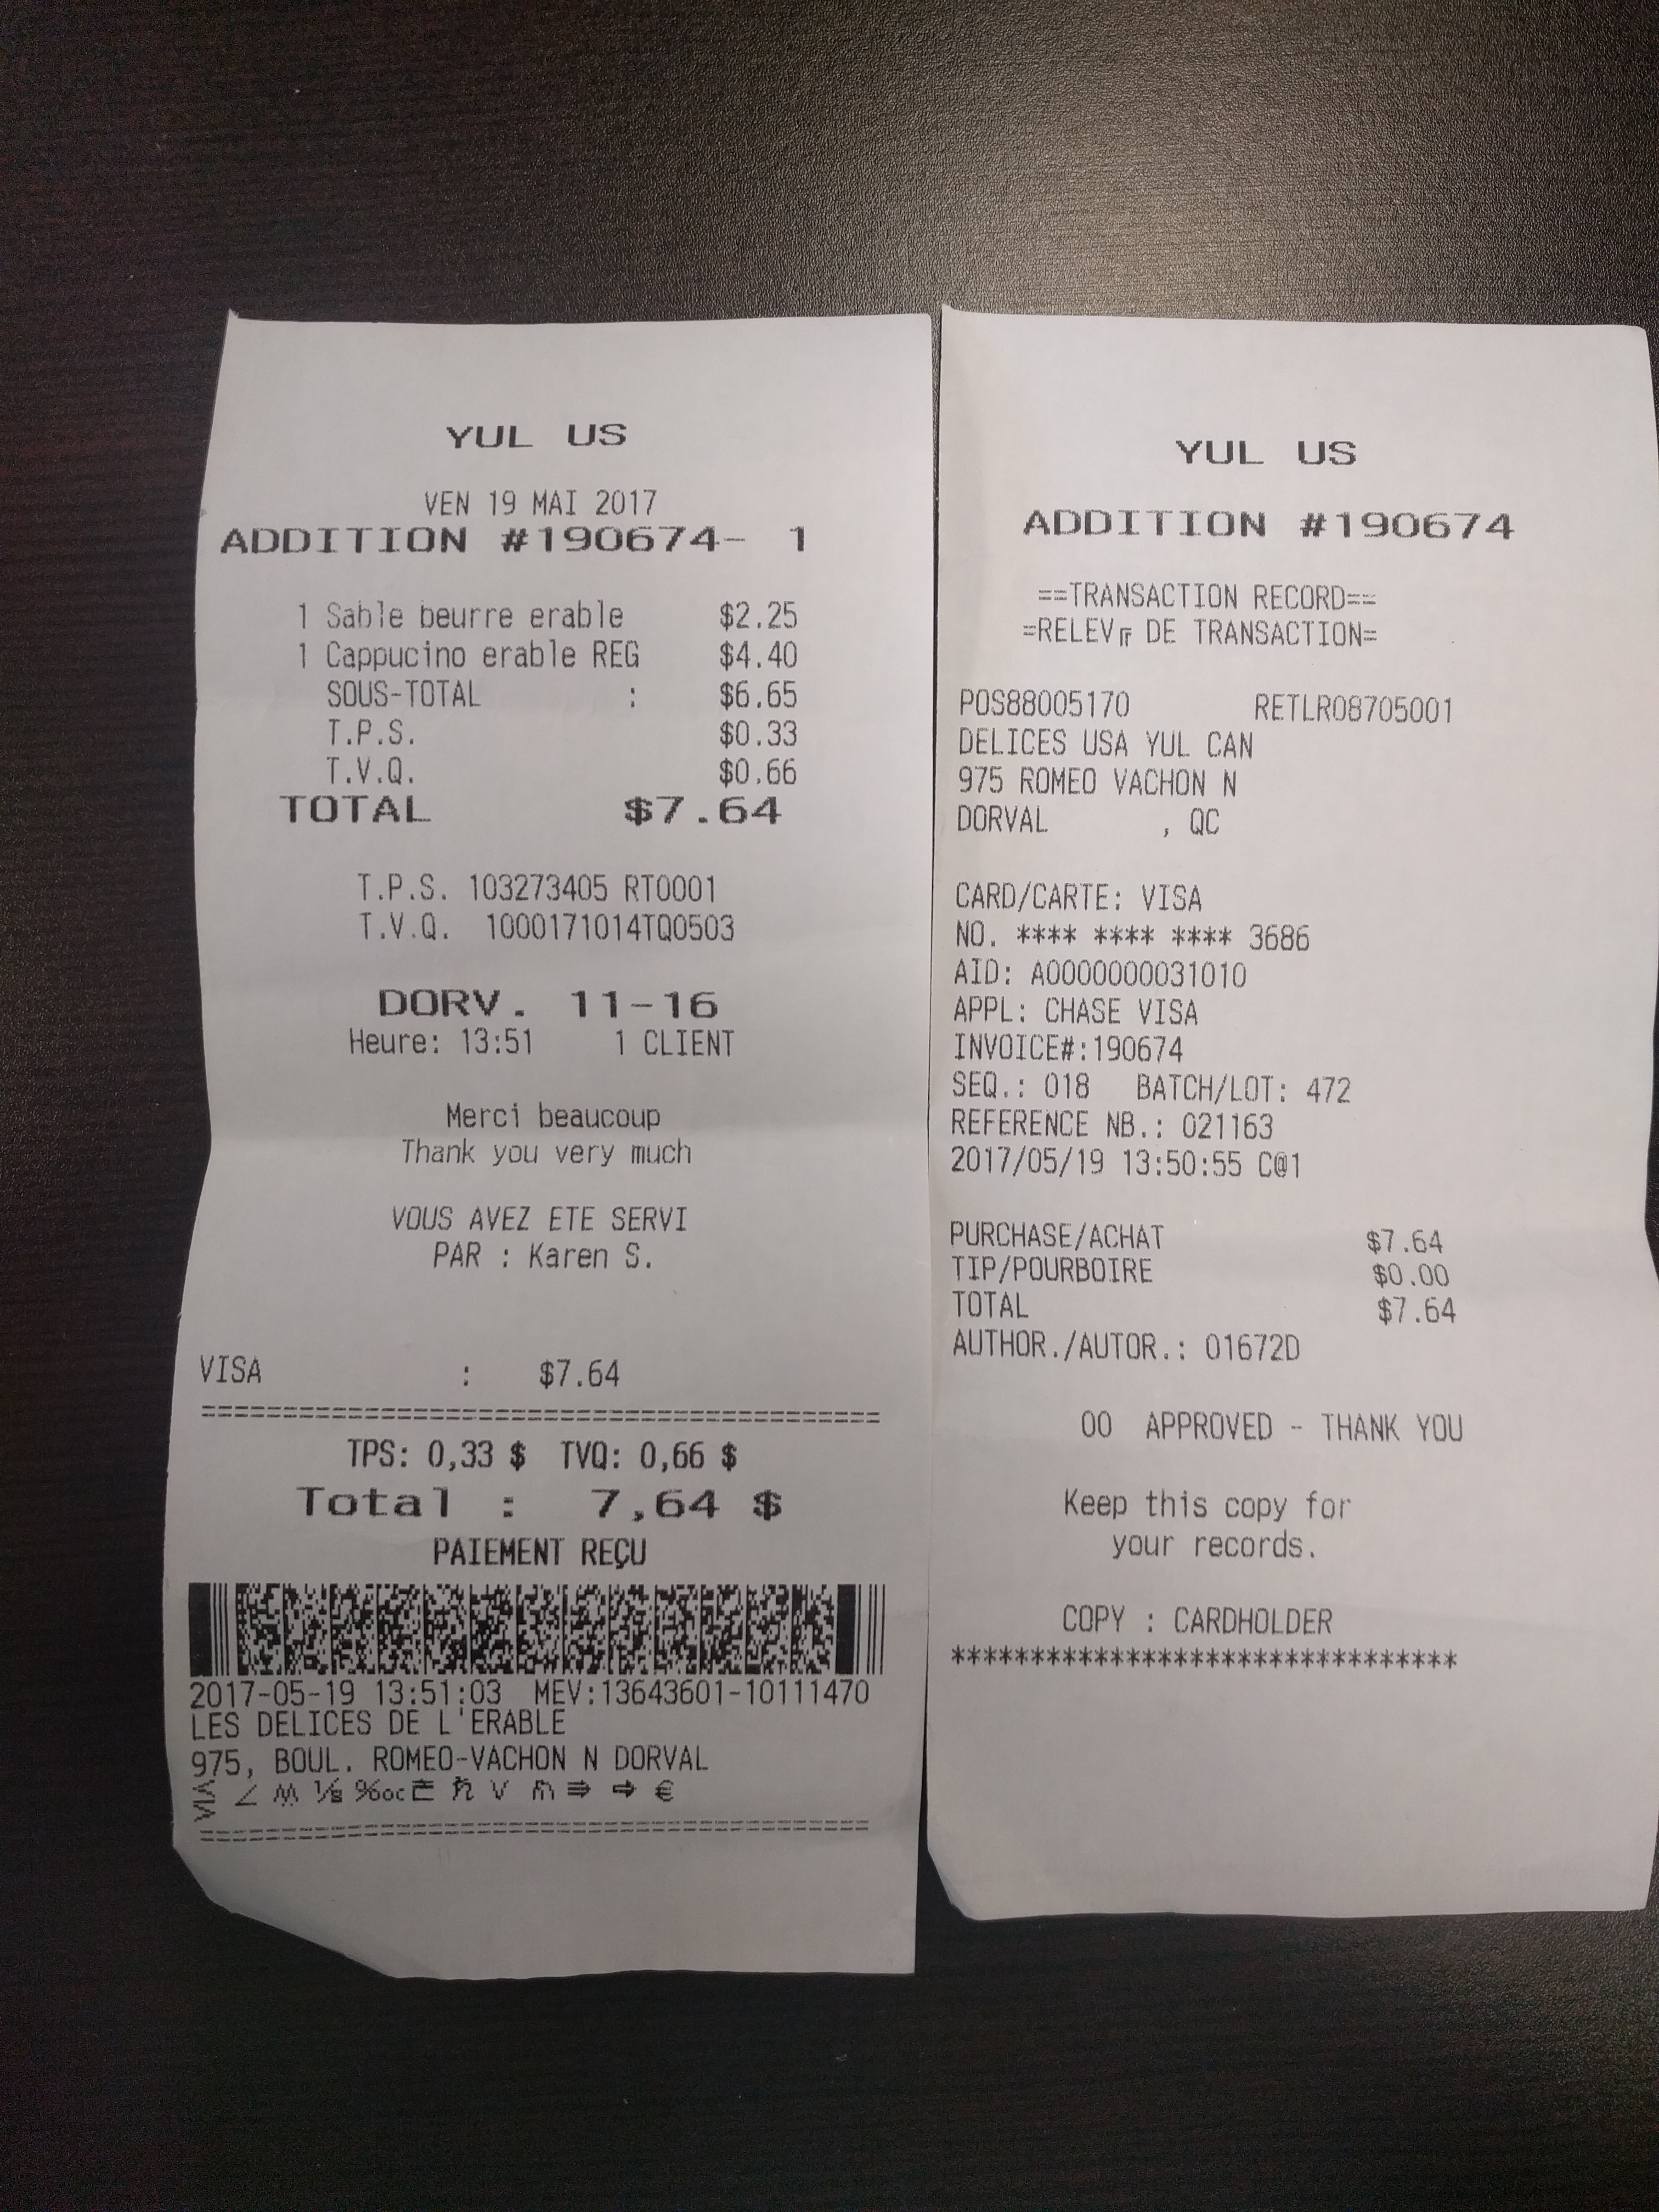 YUL US
VEN 19 MAI 2017
ADDITION #190674- 1
1 Sable beurre erable $2.25
1 Cappucino erable REG $4.40
SOUS-TOTAL : $6.65
T.P.S. $0.33
T.V.Q. $0.66
TOTAL $7.64
T.P.S. 103273405 RT0001
T.V.Q. 1000171014TQ0503
DORV. 11-16
Heure: 13:51 1 CLIENT
Merci beaucoup
Thank you very much
VOUS AVEZ ETE SERVI
PAR : Karen S.
VISA : $7.64
=======================================
TPS: 0,33 $ TVQ: 0,66 $
Total : 7,64 $
PAIEMENT REÇU
2017-05-19 13:51:03 MEV:13643601-10111470
LES DELICES DE L'ERABLE
975, BOUL. ROMEO-VACHON N DORVAL
YUL US
ADDITION #190674
==TRANSACTION RECORD==
=RELEV╓ DE TRANSACTION=
POS88005170 RETLR08705001
DELICES USA YUL CAN
975 ROMEO VACHON N
DORVAL , QC
CARD/CARTE: VISA
NO. **** **** **** 3686
AID: A0000000031010
APPL: CHASE VISA
INVOICE#:190674
SEQ.: 018 BATCH/LOT: 472
REFERENCE NB.: 021163
2017/05/19 13:50:55 C@1
PURCHASE/ACHAT $7.64
TIP/POURBOIRE $0.00
TOTAL $7.64
AUTHOR./AUTOR.: 01672D
00 APPROVED - THANK YOU
Keep this copy for
your records.
COPY : CARDHOLDER
*********************************